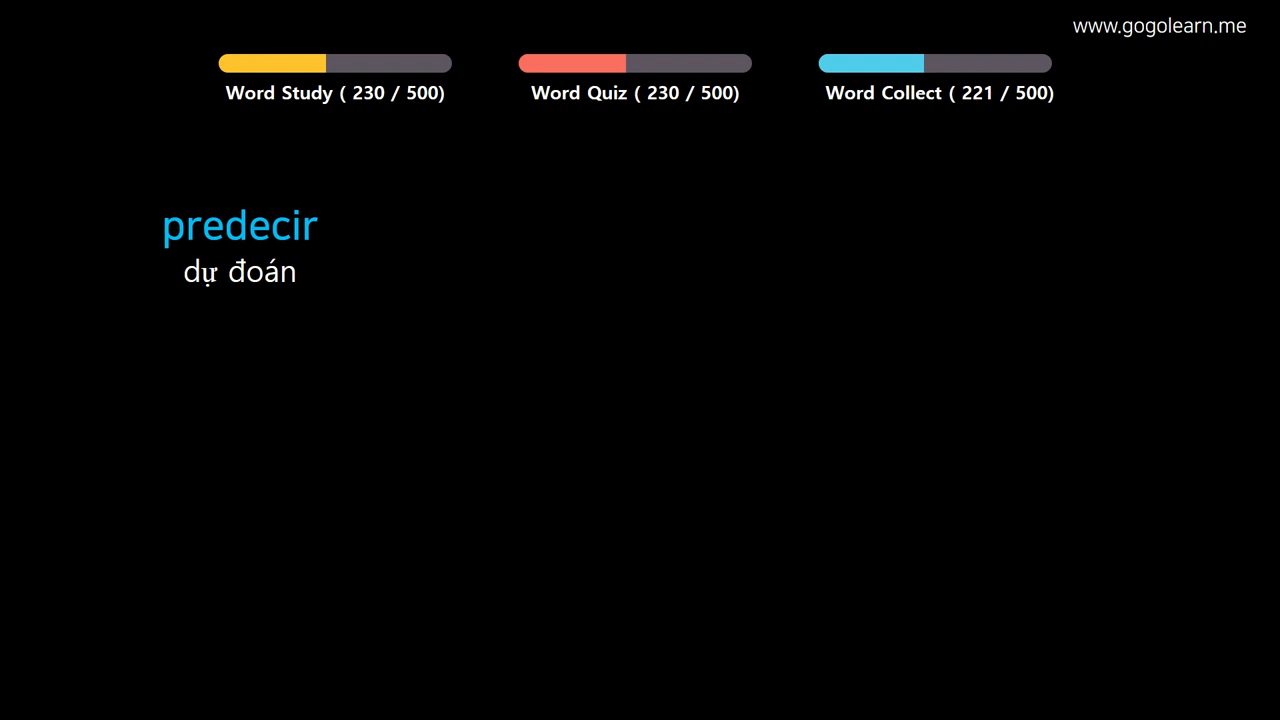 www.gogolearn.me
Word Study ( 230 / 500)
Word Quiz ( 230 / 500)
Word Collect ( 221 / 500)
predecir
dự đoán